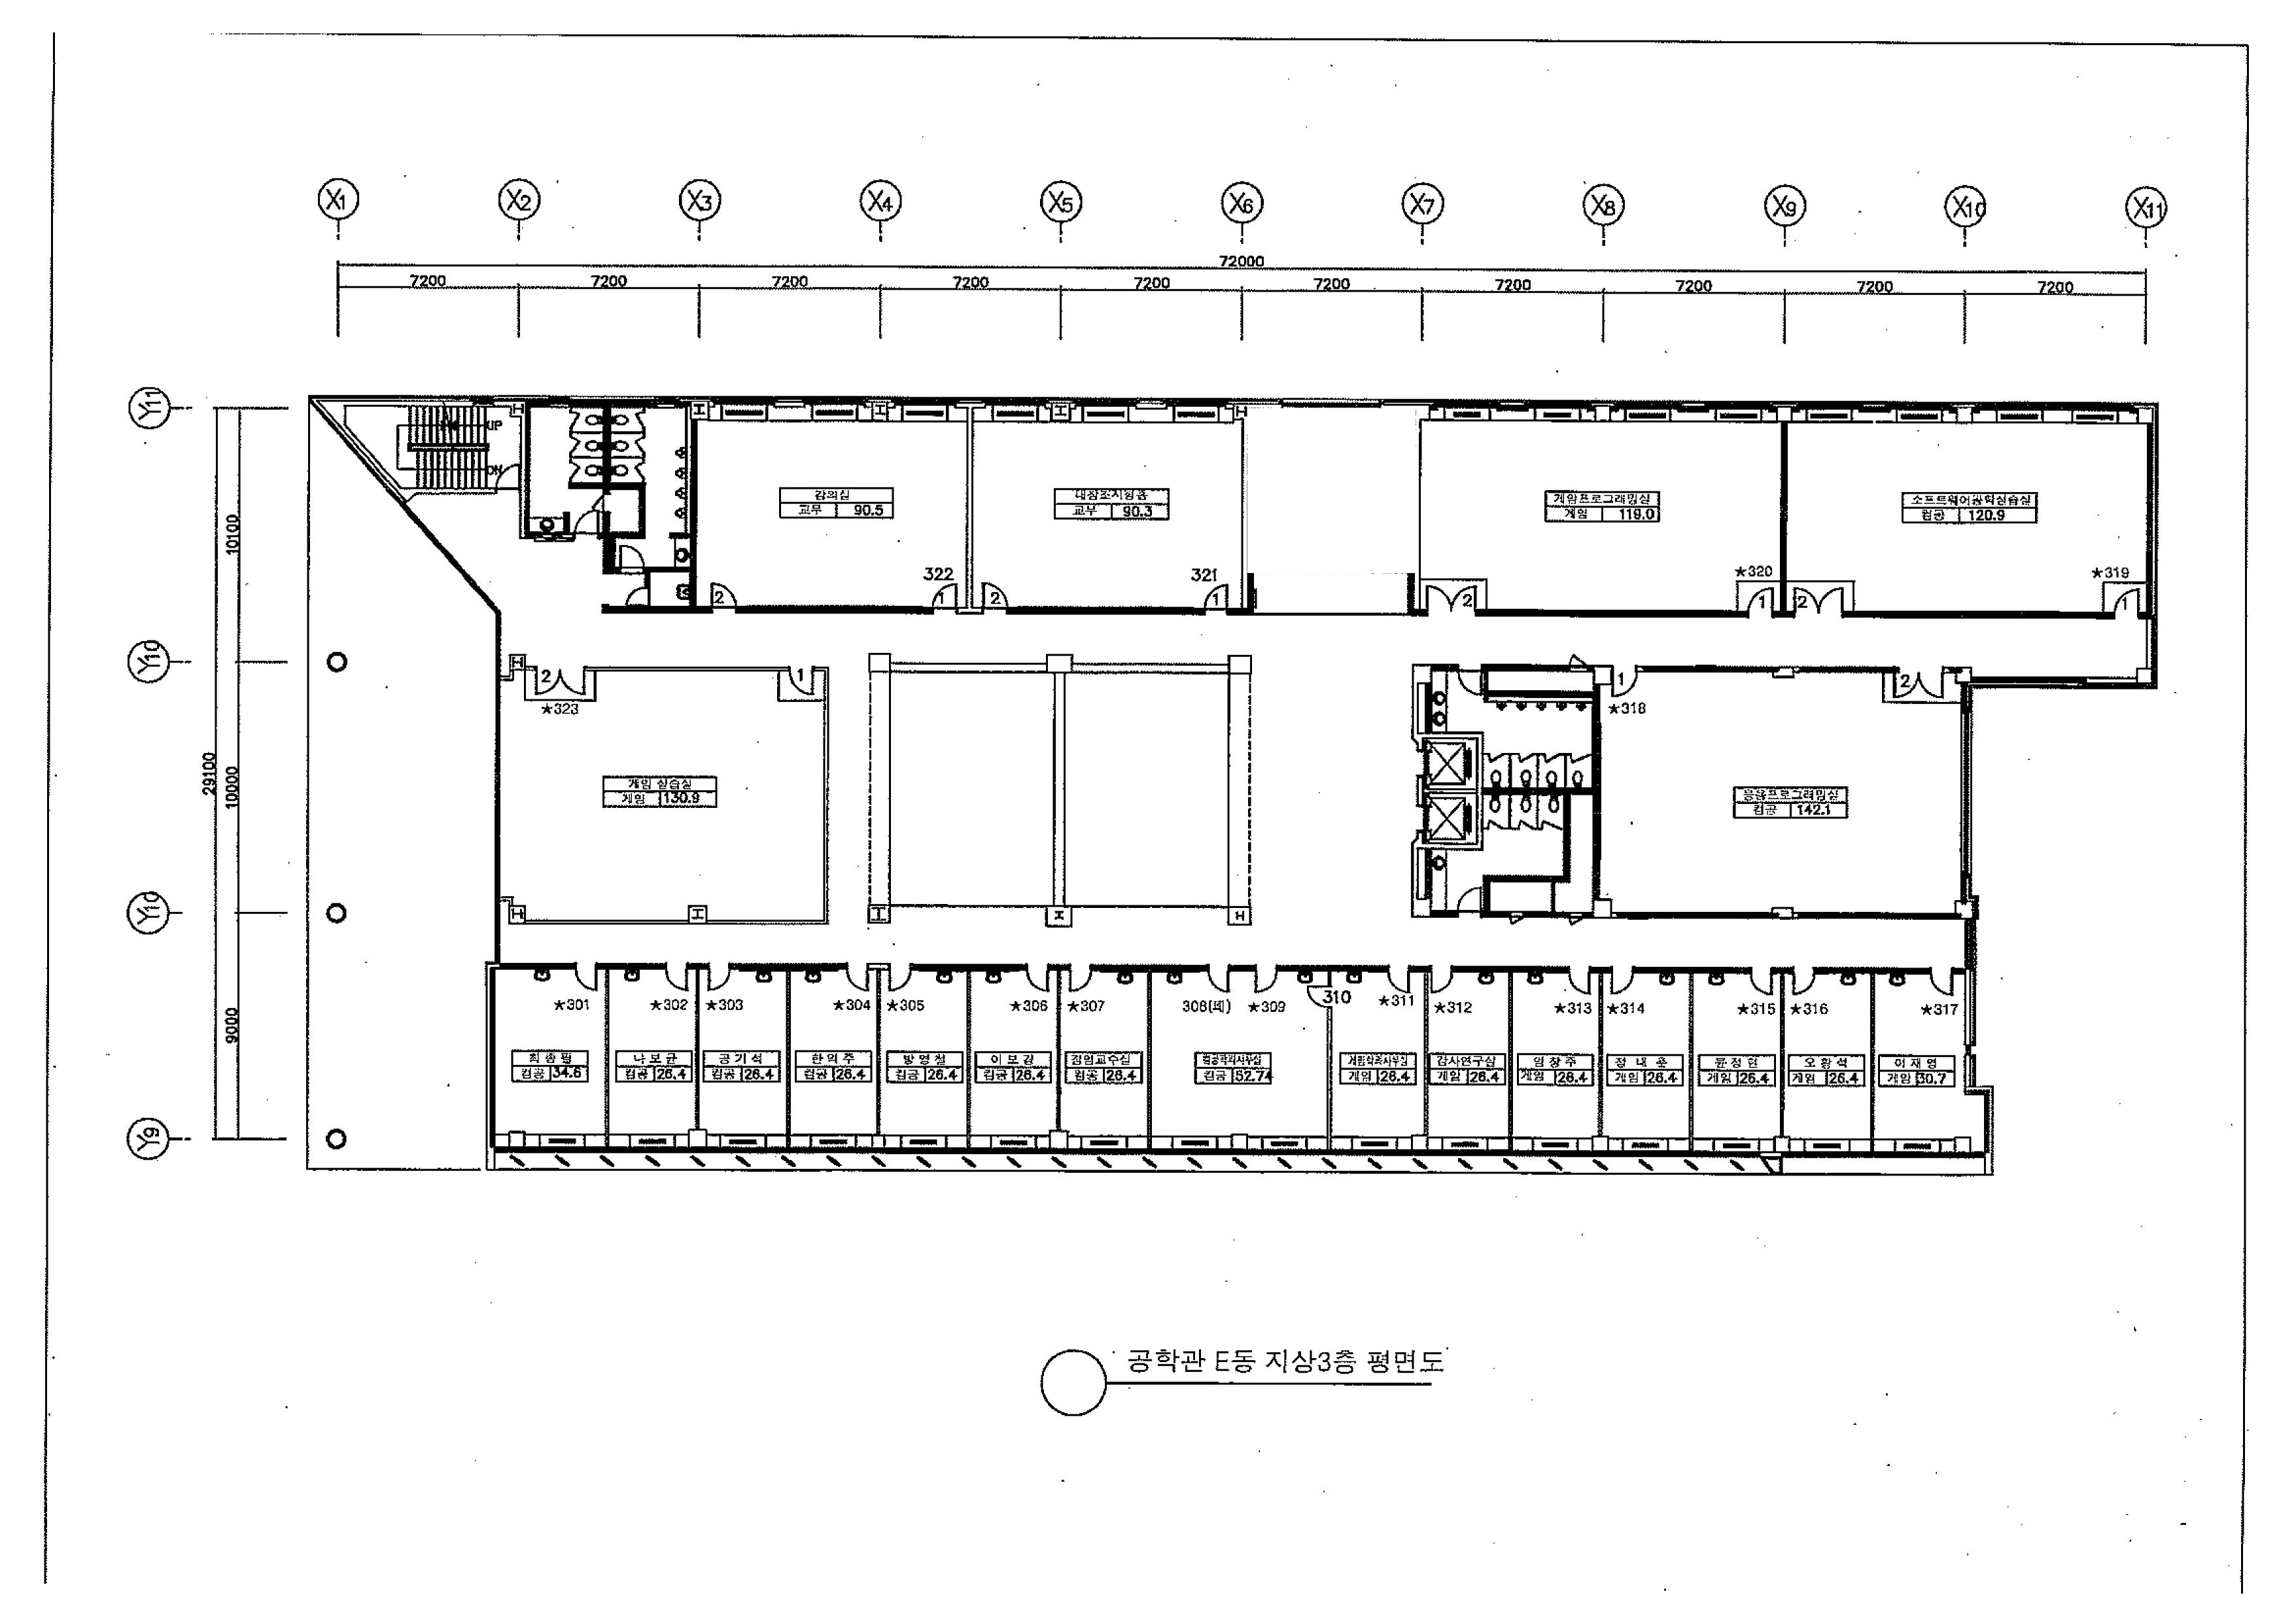 X1 X2 X3 X4 X5 X6 X7 X8 X9 X10 X11
72000
7200 7200 7200 7200 7200 7200 7200 7200 7200 7200
Y11
Y10
Y10
Y9
29100
10100
10000
9000
UP
DN
강의실
교무 90.5
교무 90.3
게임프로그래밍실
게임 119.0
소프트웨어공학실습실
컴공 120.9
322
321
★320
★319
2 1 2 1 2 1 2 1
2 1
★323
게임 실습실
게임 130.9
1 2
★318
응용프로그래밍실
컴공 142.1
★301 ★302 ★303 ★304 ★305 ★306 ★307 308(폐) ★309 310 ★311 ★312 ★313 ★314 ★315 ★316 ★317
컴공 34.6
나 보 균
컴공 26.4
공 기 석
컴공 26.4
한 익 주
컴공 26.4
방 영 철
컴공 26.4
이 보 경
컴공 26.4
겸임교수실
컴공 26.4
컴공학과사무실
컴공 52.74
게임학과사무실
게임 26.4
강사연구실
게임 26.4
임 창 주
게임 26.4
게임 26.4
윤 정 현
게임 26.4
오 황 석
게임 26.4
이 재 영
게임 30.7
공학관 E동 지상3층 평면도